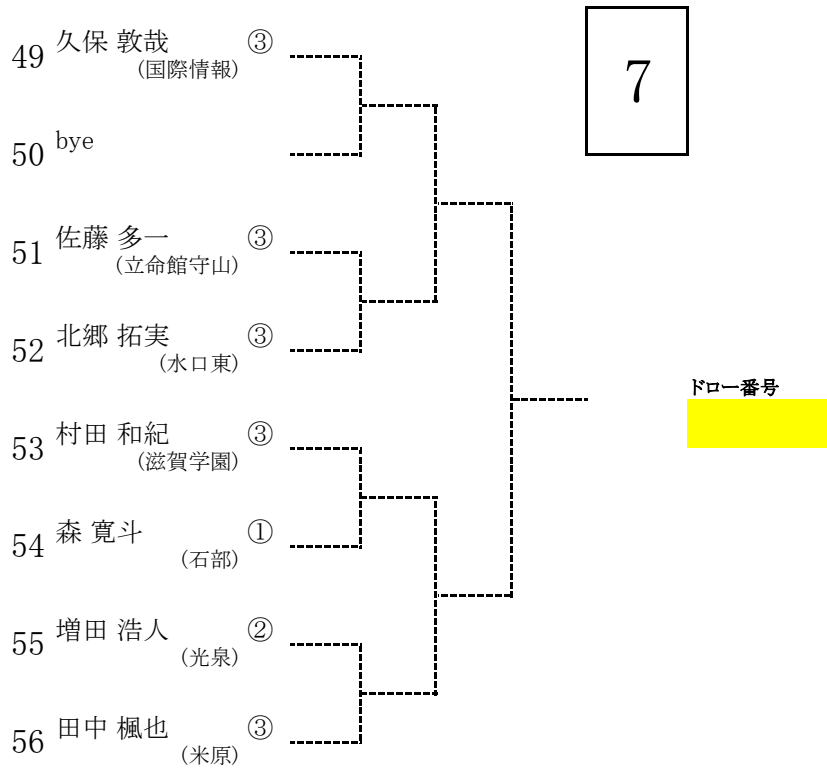 7
49 久保 敦哉 ③
(国際情報)
50 bye
51 佐藤 多一 ③
(立命館守山)
52 北郷 拓実 ③
(水口東)
ドロー番号
53 村田 和紀 ③
(滋賀学園)
54 森 寛斗 ①
(石部)
55 増田 浩人 ②
(光泉)
56 田中 楓也 ③
(米原)